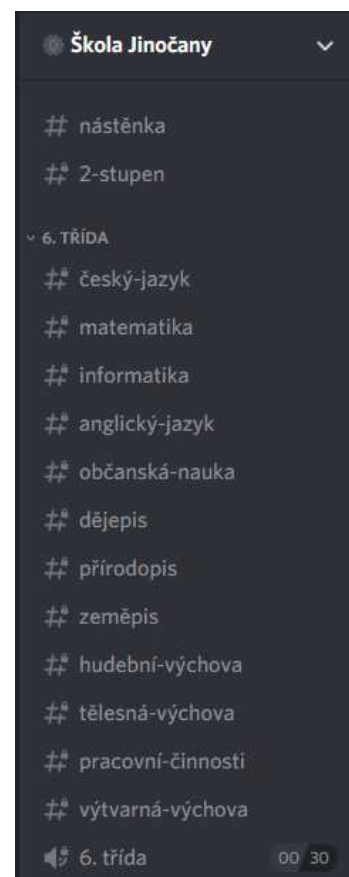 Škola Jinočany
nástěnka
2-stupen
6. TŘÍDA
český-jazyk
matematika
informatika
anglický-jazyk
občanská-nauka
dějepis
přírodopis
zeměpis
hudební-výchova
tělesná-výchova
pracovní-činnosti
výtvarná-výchova
6. třída 00 30